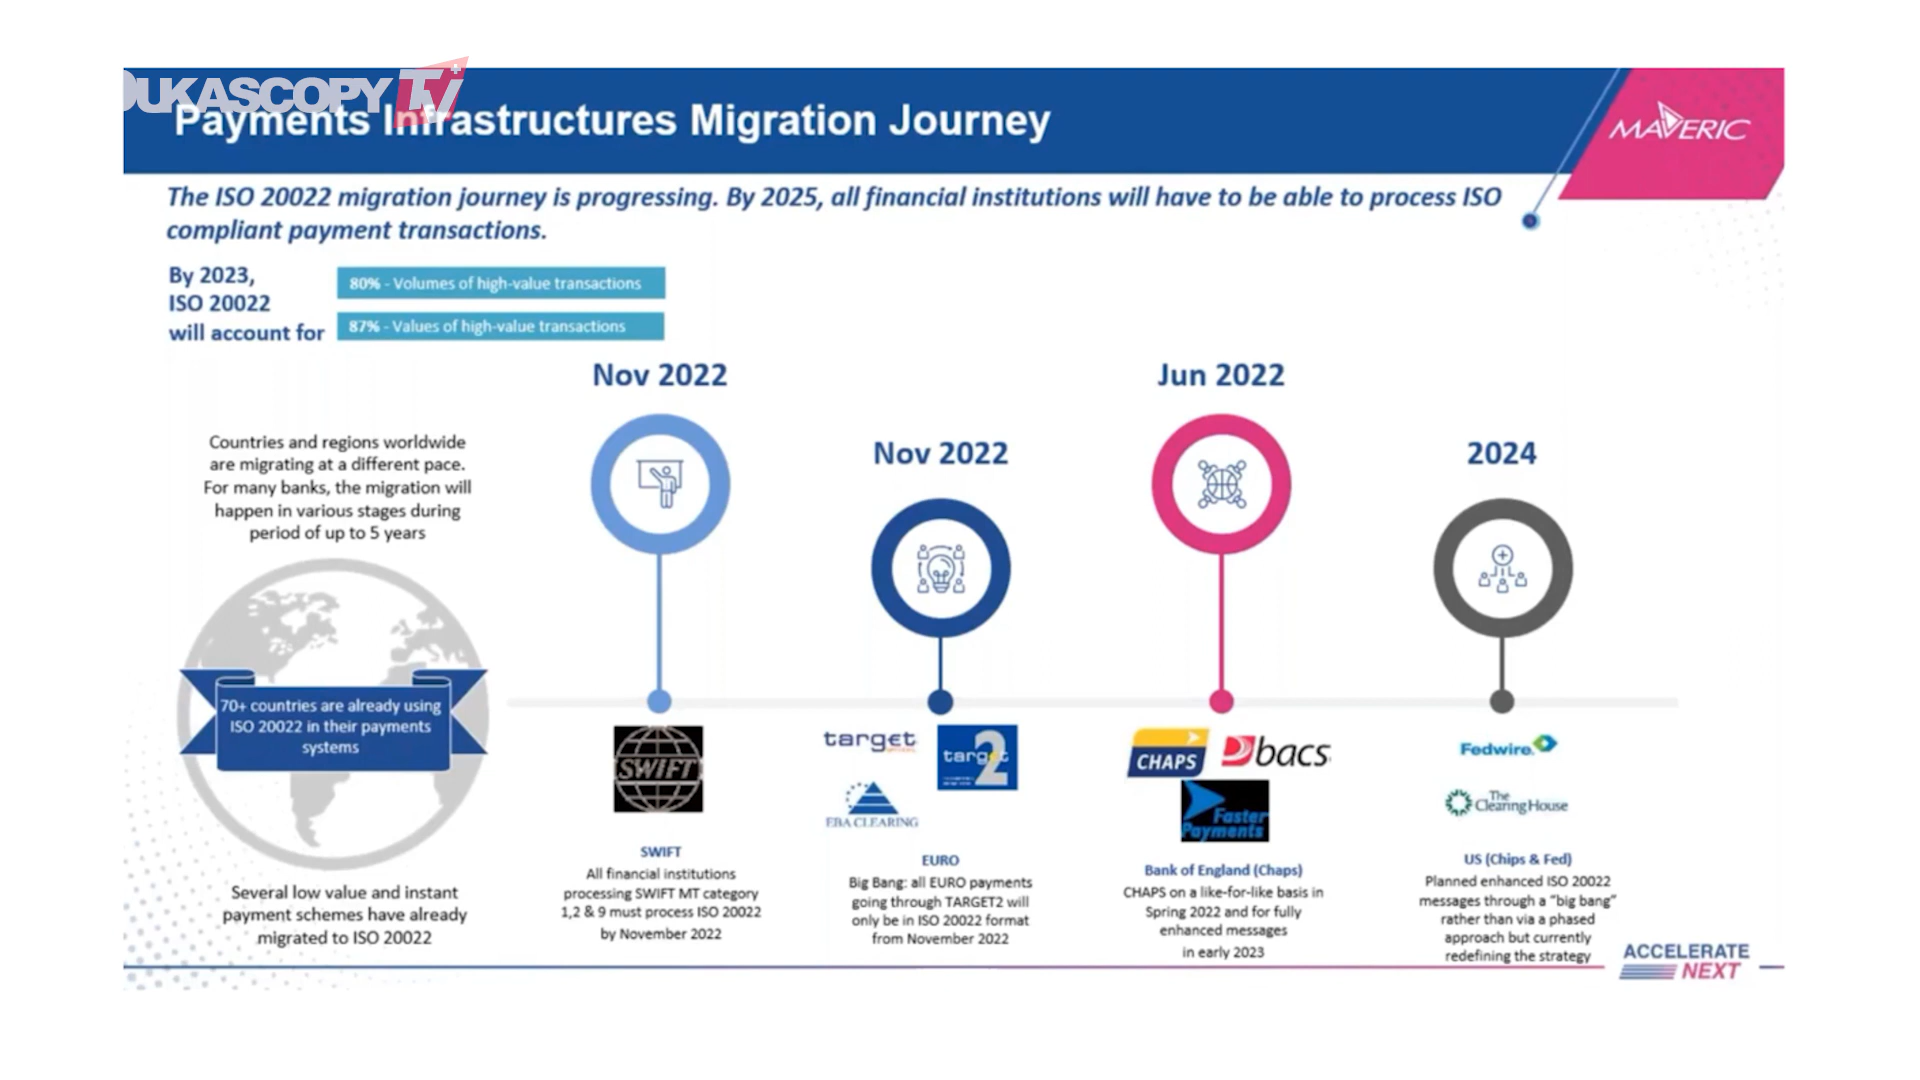 DUKASCOPY TV+
Payments Infrastructures Migration Journey
MAVERIC
The ISO 20022 migration journey is progressing. By 2025, all financial institutions will have to be able to process ISO
compliant payment transactions.
By 2023,
ISO 20022
will account for
80% - Volumes of high-value transactions
87% - Values of high-value transactions
Nov 2022
Jun 2022
Nov 2022
2024
Countries and regions worldwide
are migrating at a different pace.
For many banks, the migration will
happen in various stages during
period of up to 5 years
70+ countries are already using
ISO 20022 in their payments
systems
Several low value and instant
payment schemes have already
migrated to ISO 20022
SWIFT
SWIFT
All financial institutions
processing SWIFT MT category
1,2 & 9 must process ISO 20022
by November 2022
target
target 2
EBA CLEARING
EURO
Big Bang: all EURO payments
going through TARGET2 will
only be in ISO 20022 format
from November 2022
CHAPS
bacs
Faster
Payments
Bank of England (Chaps)
CHAPS on a like-for-like basis in
Spring 2022 and for fully
enhanced messages
in early 2023
Fedwire
The
Clearing House
US (Chips & Fed)
Planned enhanced ISO 20022
messages through a “big bang”
rather than via a phased
approach but currently
redefining the strategy
ACCELERATE
NEXT